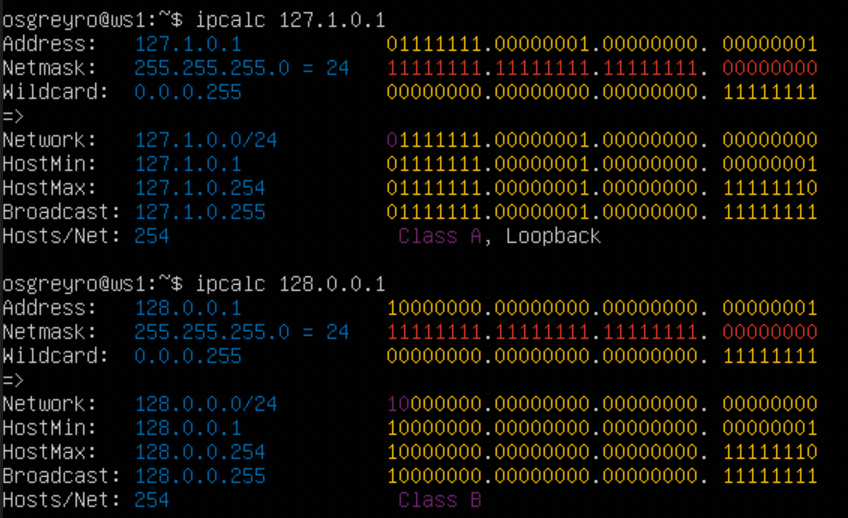 osgreyro@ws1:~$ ipcalc 127.1.0.1
Address:   127.1.0.1            01111111.00000001.00000000. 00000001
Netmask:   255.255.255.0 = 24   11111111.11111111.11111111. 00000000
Wildcard:  0.0.0.255            00000000.00000000.00000000. 11111111
=>
Network:   127.1.0.0/24         01111111.00000001.00000000. 00000000
HostMin:   127.1.0.1            01111111.00000001.00000000. 00000001
HostMax:   127.1.0.254          01111111.00000001.00000000. 11111110
Broadcast: 127.1.0.255          01111111.00000001.00000000. 11111111
Hosts/Net: 254                   Class A, Loopback
osgreyro@ws1:~$ ipcalc 128.0.0.1
Address:   128.0.0.1            10000000.00000000.00000000. 00000001
Netmask:   255.255.255.0 = 24   11111111.11111111.11111111. 00000000
Wildcard:  0.0.0.255            00000000.00000000.00000000. 11111111
=>
Network:   128.0.0.0/24         10000000.00000000.00000000. 00000000
HostMin:   128.0.0.1            10000000.00000000.00000000. 00000001
HostMax:   128.0.0.254          10000000.00000000.00000000. 11111110
Broadcast: 128.0.0.255          10000000.00000000.00000000. 11111111
Hosts/Net: 254                   Class B